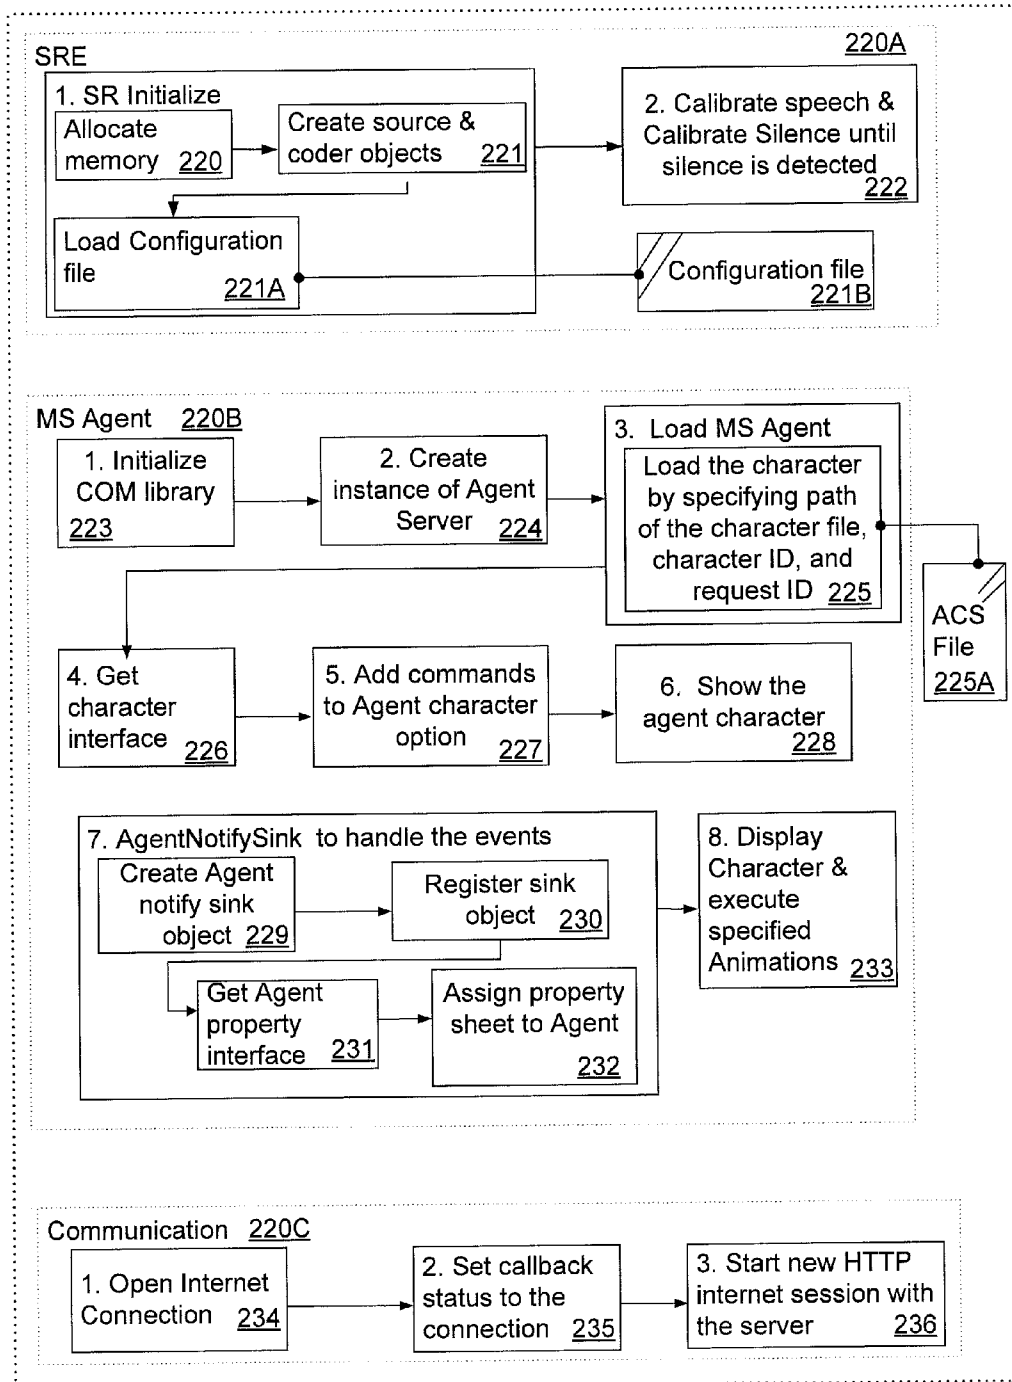 SRE
220A
1. SR Initialize
Allocate
memory 220
Create source &
coder objects 221
Load Configuration
file
221A
2. Calibrate speech &
Calibrate Silence until
silence is detected
222
Configuration file
221B
MS Agent 220B
1. Initialize
COM library
223
2. Create
instance of Agent
Server 224
3. Load MS Agent
Load the character
by specifying path
of the character file,
character ID, and
request ID 225
ACS
File
225A
4. Get
character
interface 226
5. Add commands
to Agent character
option 227
6. Show the
agent character
228
7. AgentNotifySink to handle the events
Create Agent
notify sink
object 229
Register sink
object 230
Get Agent
property
interface 231
Assign property
sheet to Agent
232
8. Display
Character &
execute
specified
Animations 233
Communication 220C
1. Open Internet
Connection 234
2. Set callback
status to the
connection 235
3. Start new HTTP
internet session with
the server 236